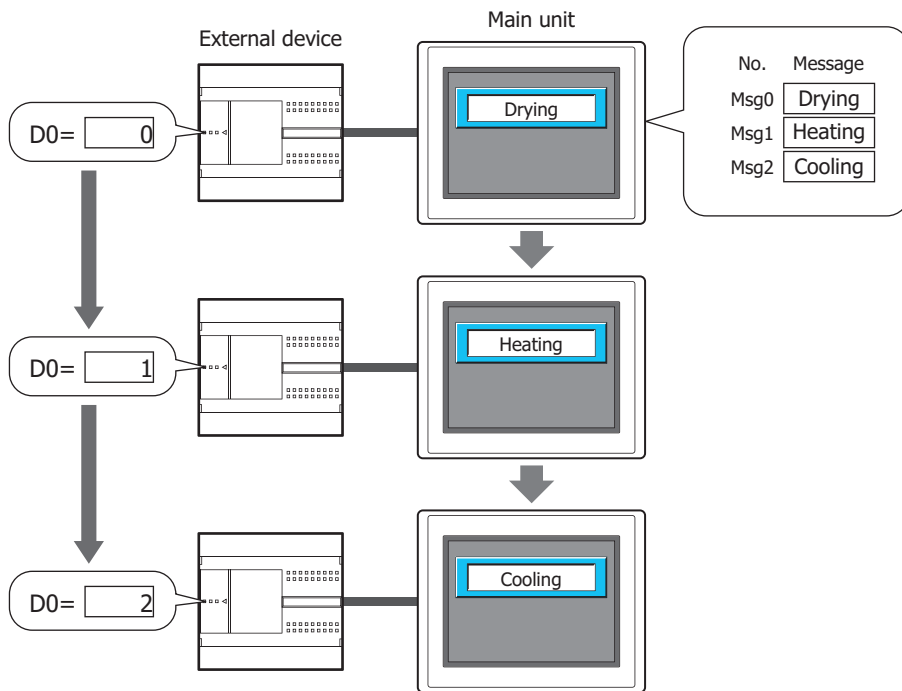 External device
Main unit
No. Message
Msg0 Drying
Msg1 Heating
Msg2 Cooling
D0= 0
Drying
D0= 1
Heating
D0= 2
Cooling